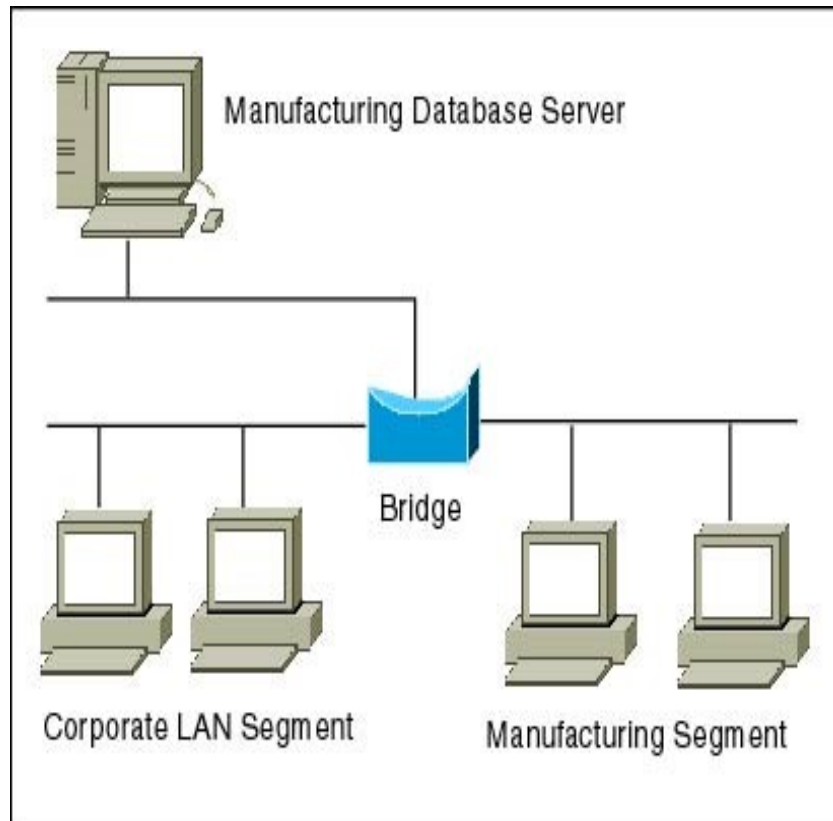 Manufacturing Database Server
Bridge
Corporate LAN Segment
Manufacturing Segment